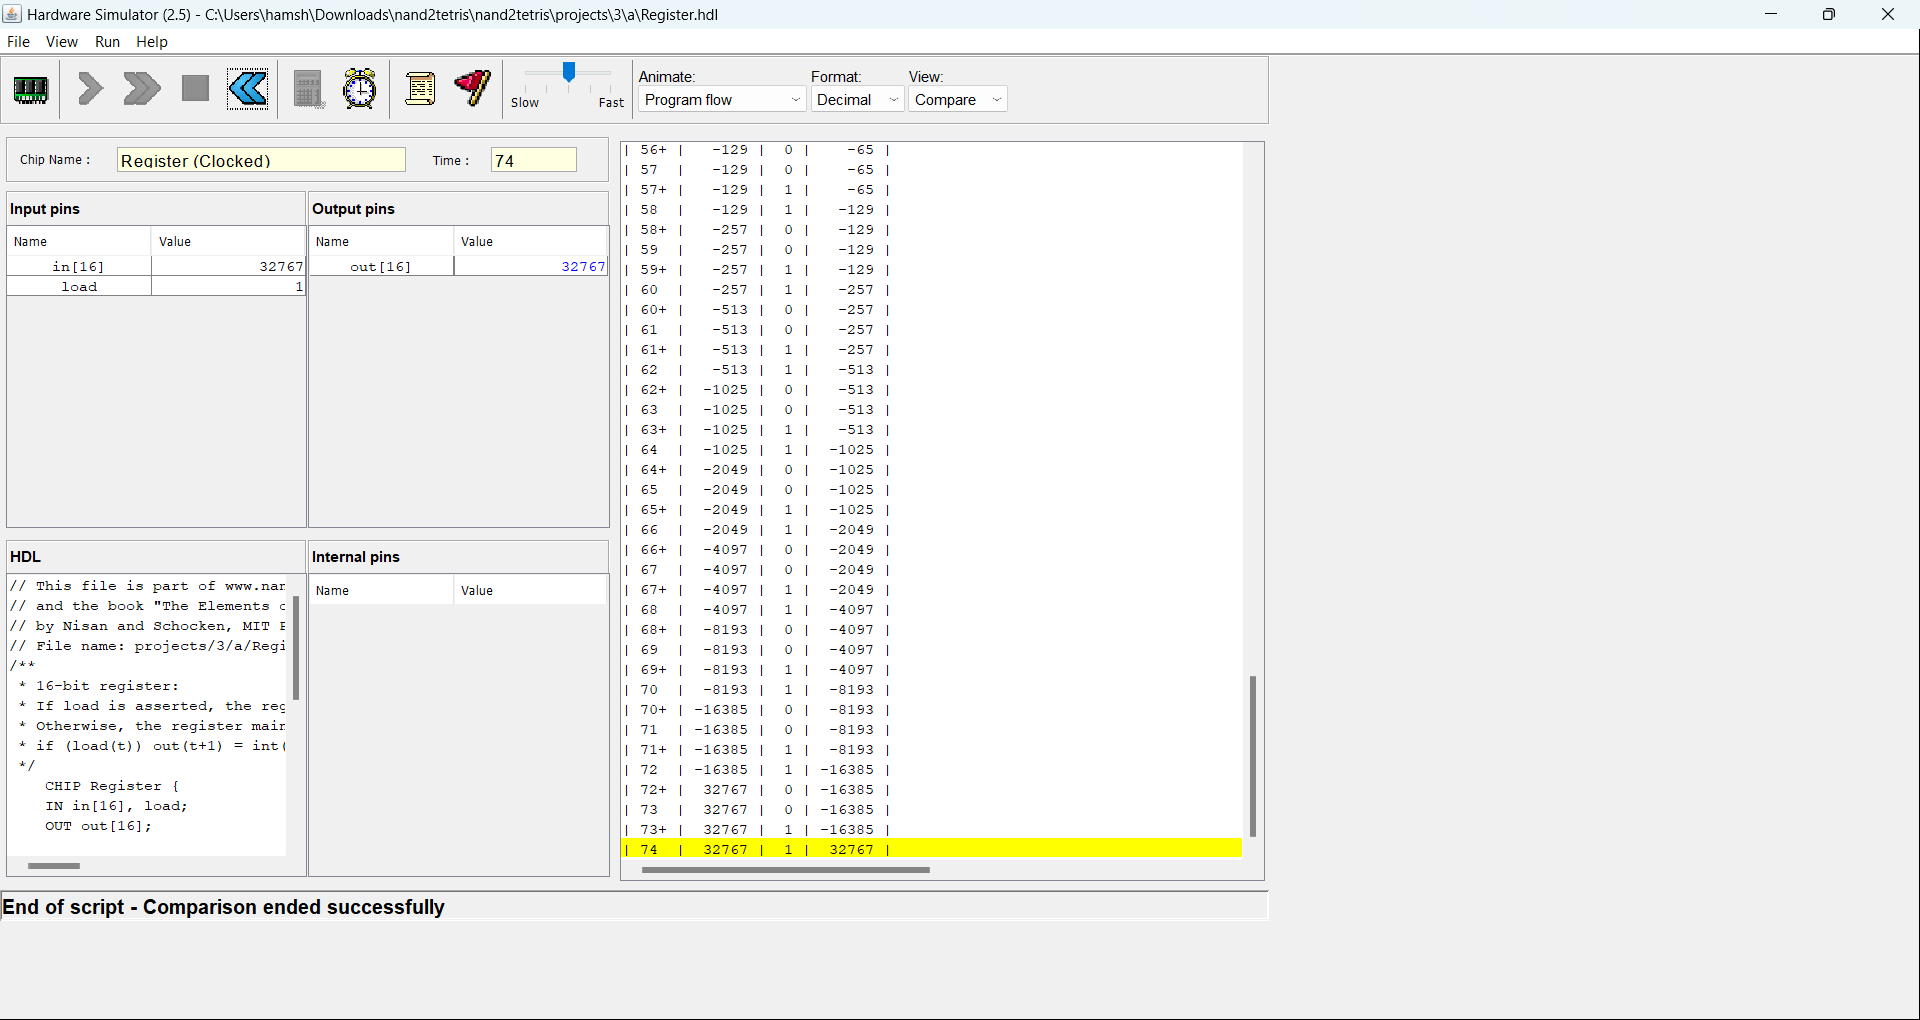 Hardware Simulator (2.5) - C:\Users\hamsh\Downloads\nand2tetris\nand2tetris\projects\3\a\Register.hdl
File View Run Help
Slow Fast
Animate: Format: View:
Program flow Decimal Compare
Chip Name : Register (Clocked) Time : 74
Input pins
Name Value
in[16] 32767
load 1
Output pins
Name Value
out[16] 32767
HDL
// This file is part of www.nan
// and the book "The Elements
// by Nisan and Schocken, MIT
// File name: projects/3/a/Regi
/**
* 16-bit register:
* If load is asserted, the reg
* Otherwise, the register main
* if (load(t)) out(t+1) = int(
*/
CHIP Register {
IN in[16], load;
OUT out[16];
Internal pins
Name Value
| 56+ | -129 | 0 | -65 |
| 57 | -129 | 0 | -65 |
| 57+ | -129 | 1 | -65 |
| 58 | -129 | 1 | -129 |
| 58+ | -257 | 0 | -129 |
| 59 | -257 | 0 | -129 |
| 59+ | -257 | 1 | -129 |
| 60 | -257 | 1 | -257 |
| 60+ | -513 | 0 | -257 |
| 61 | -513 | 0 | -257 |
| 61+ | -513 | 1 | -257 |
| 62 | -513 | 1 | -513 |
| 62+ | -1025 | 0 | -513 |
| 63 | -1025 | 0 | -513 |
| 63+ | -1025 | 1 | -513 |
| 64 | -1025 | 1 | -1025 |
| 64+ | -2049 | 0 | -1025 |
| 65 | -2049 | 0 | -1025 |
| 65+ | -2049 | 1 | -1025 |
| 66 | -2049 | 1 | -2049 |
| 66+ | -4097 | 0 | -2049 |
| 67 | -4097 | 0 | -2049 |
| 67+ | -4097 | 1 | -2049 |
| 68 | -4097 | 1 | -4097 |
| 68+ | -8193 | 0 | -4097 |
| 69 | -8193 | 0 | -4097 |
| 69+ | -8193 | 1 | -4097 |
| 70 | -8193 | 1 | -8193 |
| 70+ | -16385 | 0 | -8193 |
| 71 | -16385 | 0 | -8193 |
| 71+ | -16385 | 1 | -8193 |
| 72 | -16385 | 1 | -16385 |
| 72+ | 32767 | 0 | -16385 |
| 73 | 32767 | 0 | -16385 |
| 73+ | 32767 | 1 | -16385 |
| 74 | 32767 | 1 | 32767 |
End of script - Comparison ended successfully